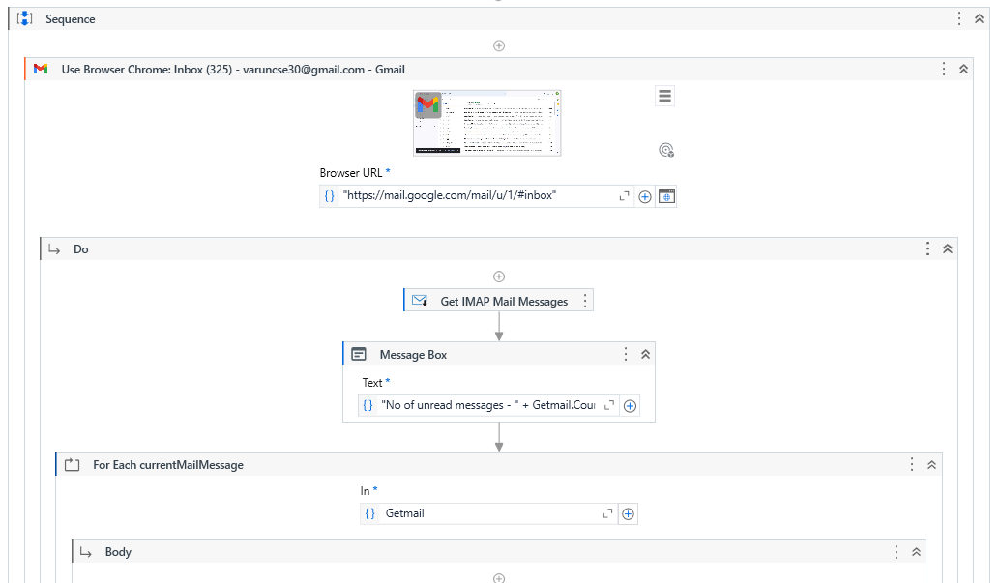 Sequence
Use Browser Chrome: Inbox (325) - varuncse30@gmail.com - Gmail
Browser URL *
"https://mail.google.com/mail/u/1/#inbox"
Do
Get IMAP Mail Messages
Message Box
Text *
"No of unread messages - " + Getmail.Cou
For Each currentMailMessage
In *
Getmail
Body